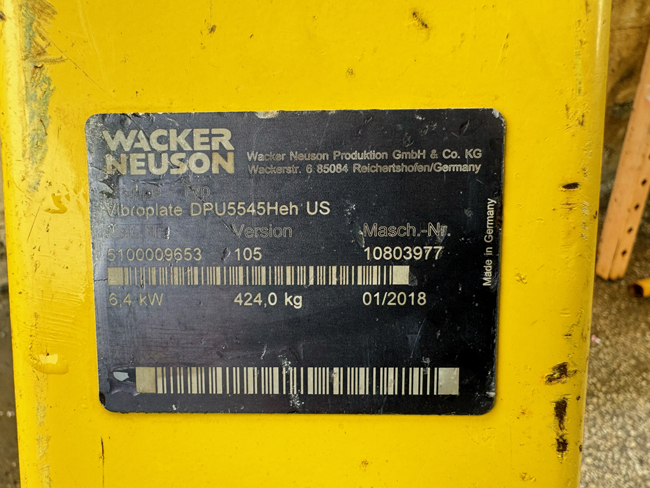 WACKER
NEUSON
Wacker Neuson Produktion GmbH & Co. KG
Wackerstr. 6 85084 Reichertshofen/Germany
Vibroplate DPU5545Heh US
Version Masch.-Nr.
5100009653 105 10803977
6,4 kW 424,0 kg 01/2018
Made in Germany